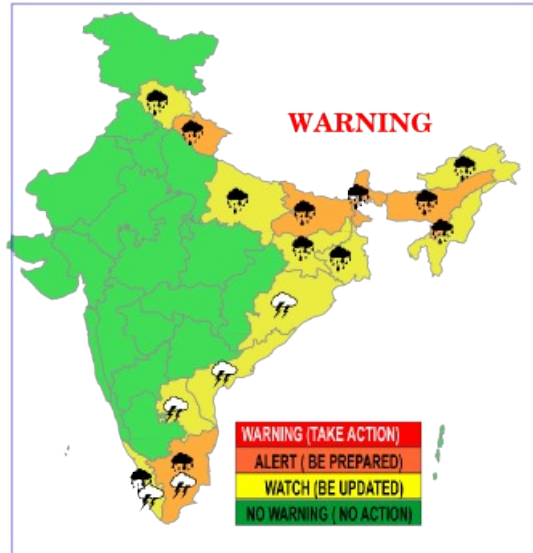 WARNING
WARNING (TAKE ACTION)
ALERT ( BE PREPARED)
WATCH (BE UPDATED)
NO WARNING ( NO ACTION)